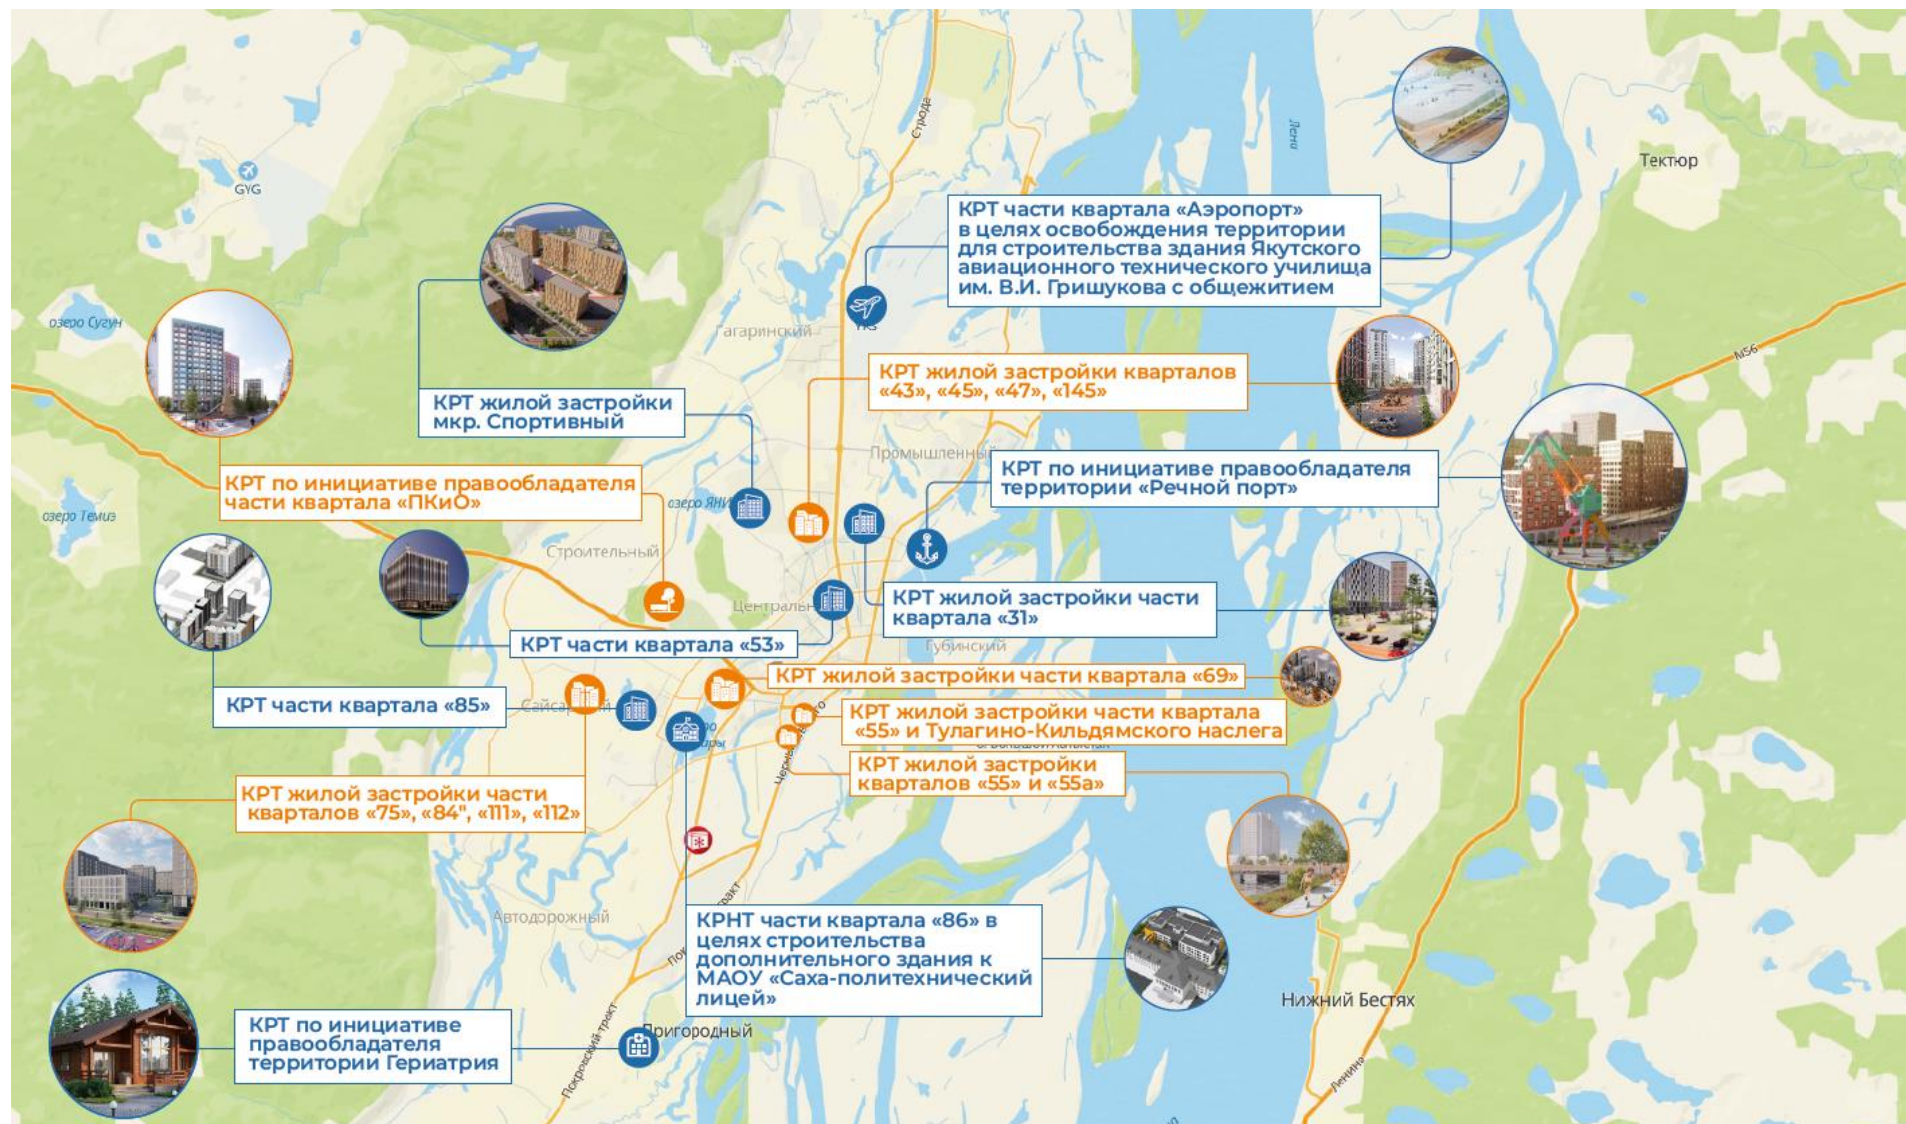 Строда
Лена
Тектюр
GYG
КРТ части квартала «Аэропорт»
в целях освобождения территории
для строительства здания Якутского
авиационного технического училища
им. В.И. Гришукова с общежитием
озеро Сугун
Гагаринский
М56
КРТ жилой застройки кварталов
«43», «45», «47», «145»
КРТ жилой застройки
мкр. Спортивный
Промышленный
КРТ по инициативе правообладателя
территории «Речной порт»
КРТ по инициативе правообладателя
части квартала «ПКиО»
озеро
озеро Темиэ
Строительный
КРТ жилой застройки части
квартала «31»
КРТ части квартала «53»
Губинский
КРТ жилой застройки части квартала «69»
КРТ части квартала «85»
КРТ жилой застройки части квартала
«55» и Тулагино-Кильдямского наслега
КРТ жилой застройки
кварталов «55» и «55а»
КРТ жилой застройки части
кварталов «75», «84", «111», «112»
Автодорожный
КРНТ части квартала «86» в
целях строительства
дополнительного здания к
МАОУ «Саха-политехнический
лицей»
Нижний Бестях
КРТ по инициативе
правообладателя
территории Гериатрия
Пригородный
Покровский тракт
Ленина